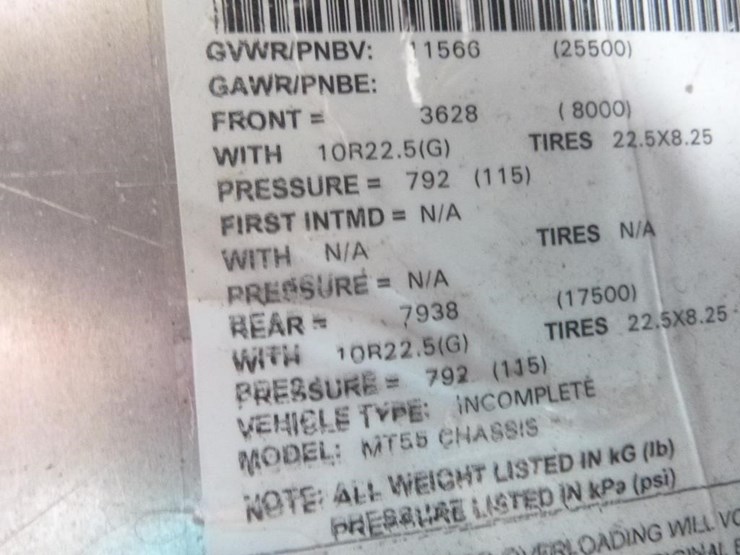 GVWR/PNBV: 11566 (25500)
GAWR/PNBE:
FRONT = 3628 ( 8000)
WITH 10R22.5(G) TIRES 22.5X8.25
PRESSURE = 792 (115)
FIRST INTMD = N/A
WITH N/A TIRES N/A
PRESSURE = N/A
REAR = 7938 (17500)
WITH 10R22.5(G) TIRES 22.5X8.25
PRESSURE = 792 (115)
VEHICLE TYPE: INCOMPLETE
MODEL: MT55 CHASSIS
NOTE: ALL WEIGHT LISTED IN KG (lb)
PRESSURE LISTED IN kPa (psi)
WILL